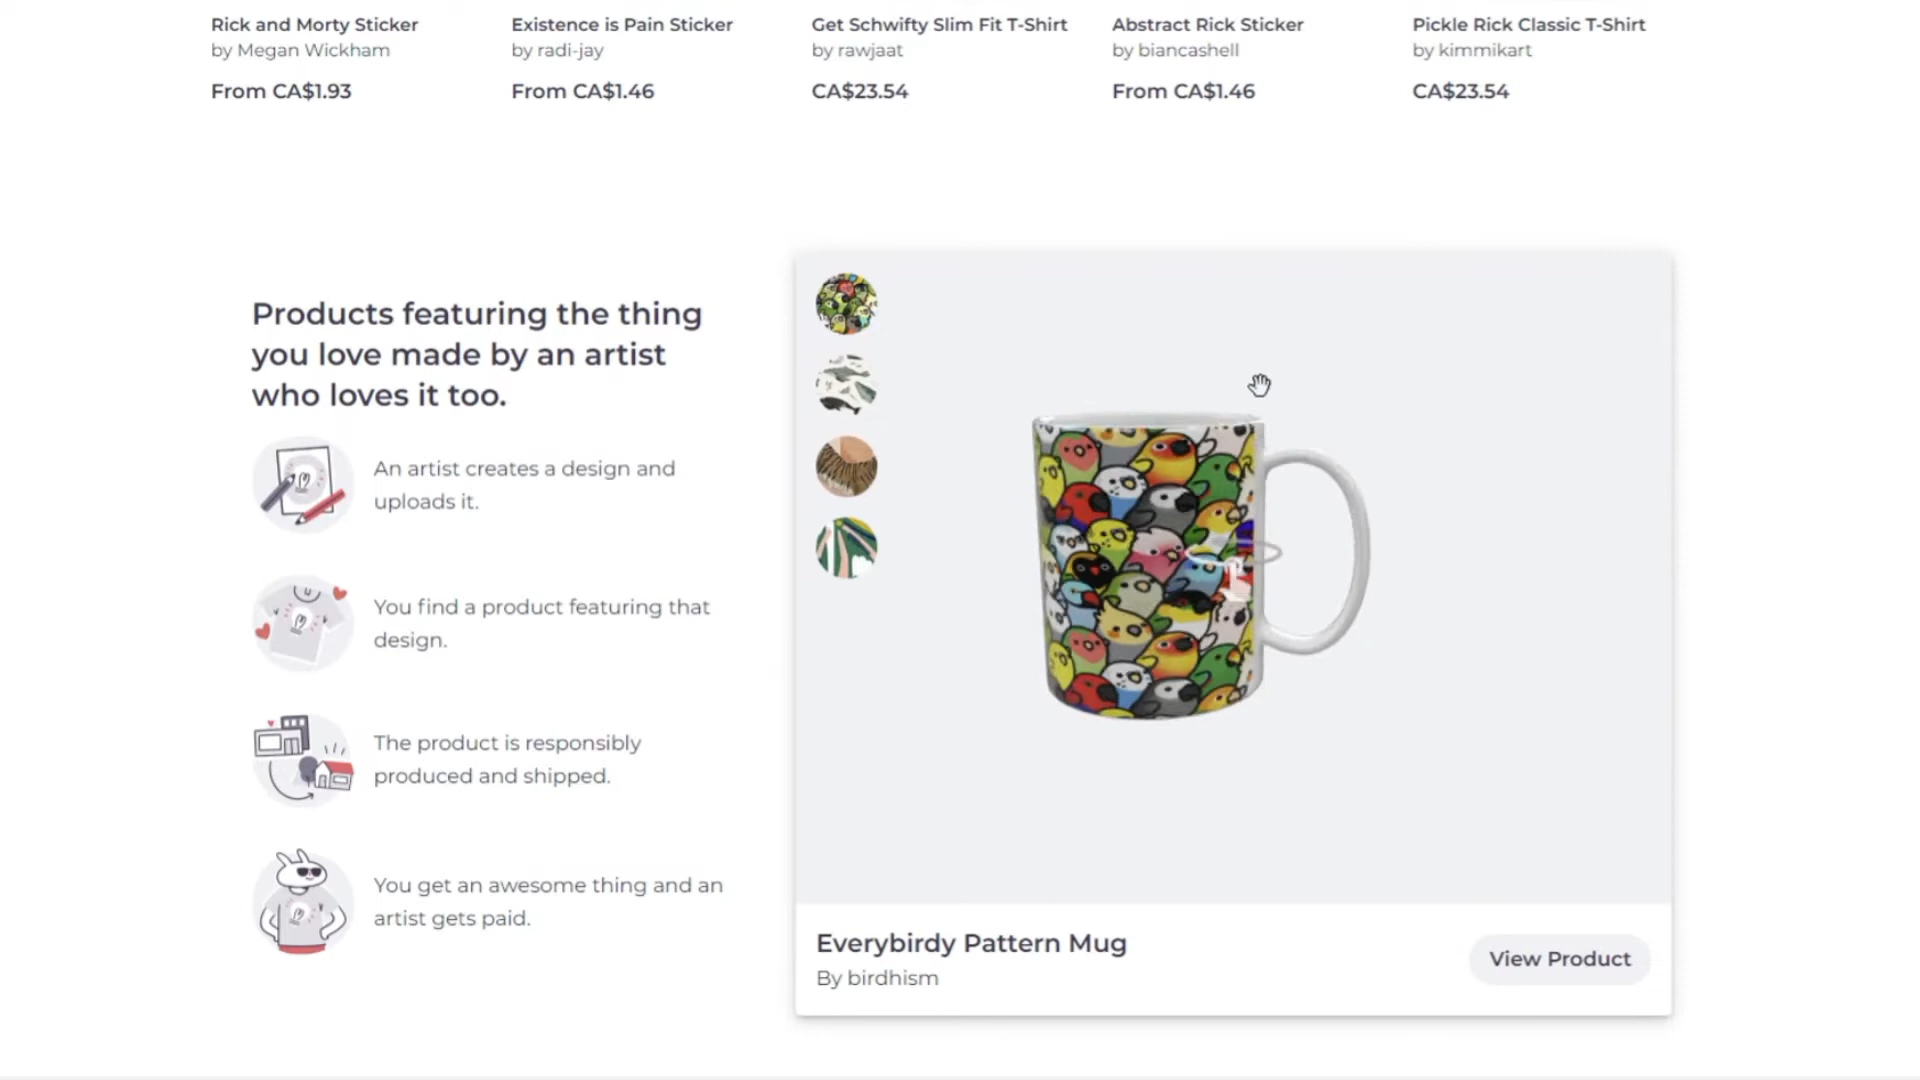 Rick and Morty Sticker
by Megan Wickham
From CA$1.93
Existence is Pain Sticker
by radi-jay
From CA$1.46
Get Schwifty Slim Fit T-Shirt
by rawjaat
CA$23.54
Abstract Rick Sticker
by biancashell
From CA$1.46
Pickle Rick Classic T-Shirt
by kimmikart
CA$23.54
Products featuring the thing
you love made by an artist
who loves it too.
An artist creates a design and
uploads it.
You find a product featuring that
design.
The product is responsibly
produced and shipped.
You get an awesome thing and an
artist gets paid.
Everybirdy Pattern Mug
By birdhism
View Product